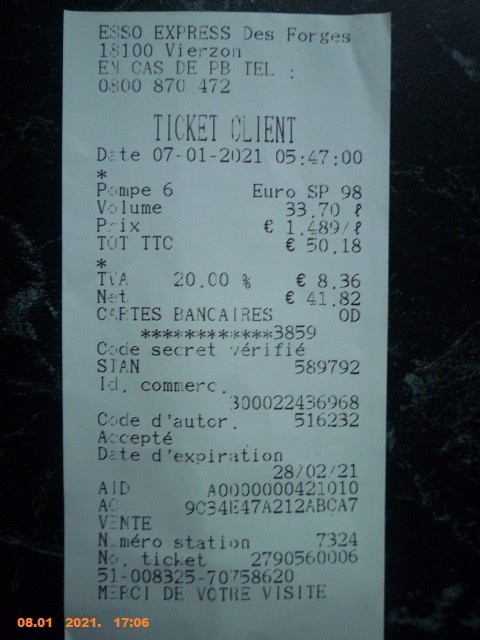 ESSO EXPRESS Des Forges
18100 Vierzon
EN CAS DE PB TEL :
0800 870 472
TICKET CLIENT
Date 07-01-2021 05:47:00
*
Pompe 6 Euro SP 98
Volume 33.70 ℓ
Prix € 1.489/ℓ
TOT TTC € 50.18
*
TVA 20.00 % € 8.36
Net € 41.82
CARTES BANCAIRES OD
************3859
Code secret vérifié
STAN 589792
Id. commerc.
300022436968
Code d'autor. 516232
Accepté
Date d'expiration
28/02/21
AID A0000000421010
AC 9C34E47A212ABCA7
VENTE
Numéro station 7324
No. ticket 2790560006
51-008325-70758620
MERCI DE VOTRE VISITE
08.01 2021. 17:06